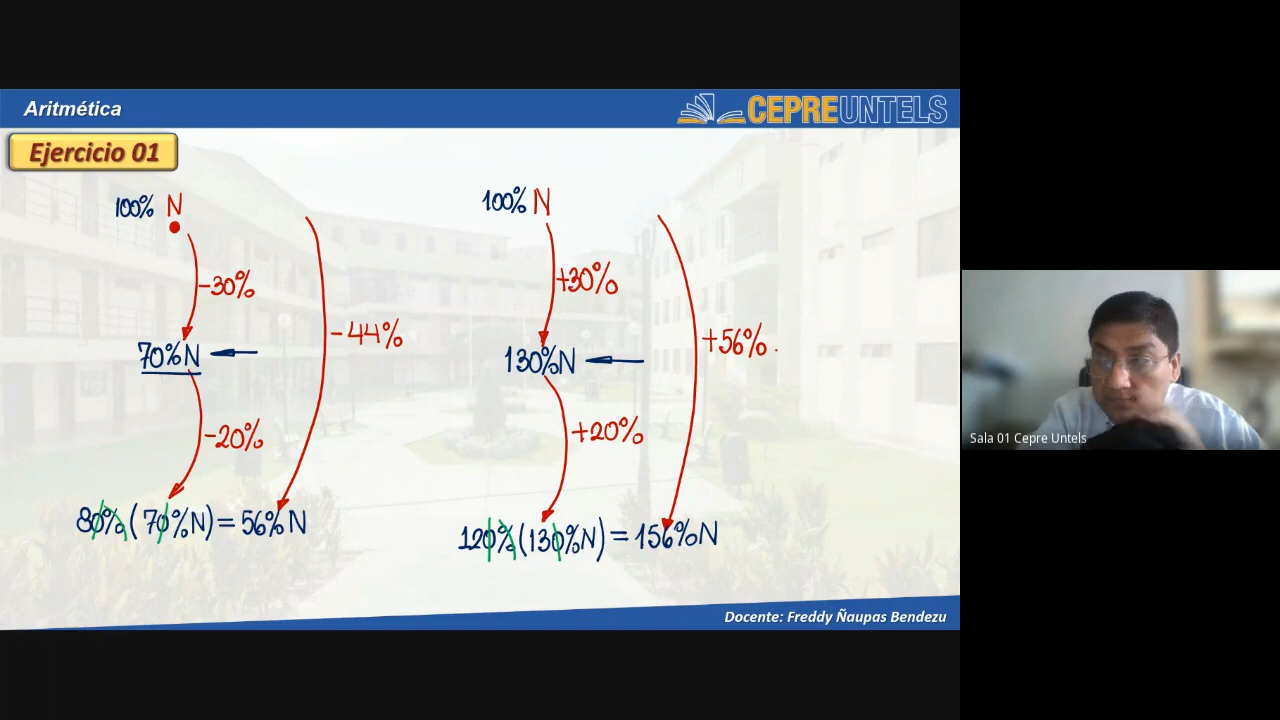 Aritmética
CEPREUNTELS
Ejercicio 01
100% N
-30%
70%N
-20%
80%(70%N)=56%N
-44%
100% N
+30%
130%N
+20%
120%(130%N)=156%N
+56%.
Sala 01 Cepre Untels
Docente: Freddy Ñaupas Bendezu